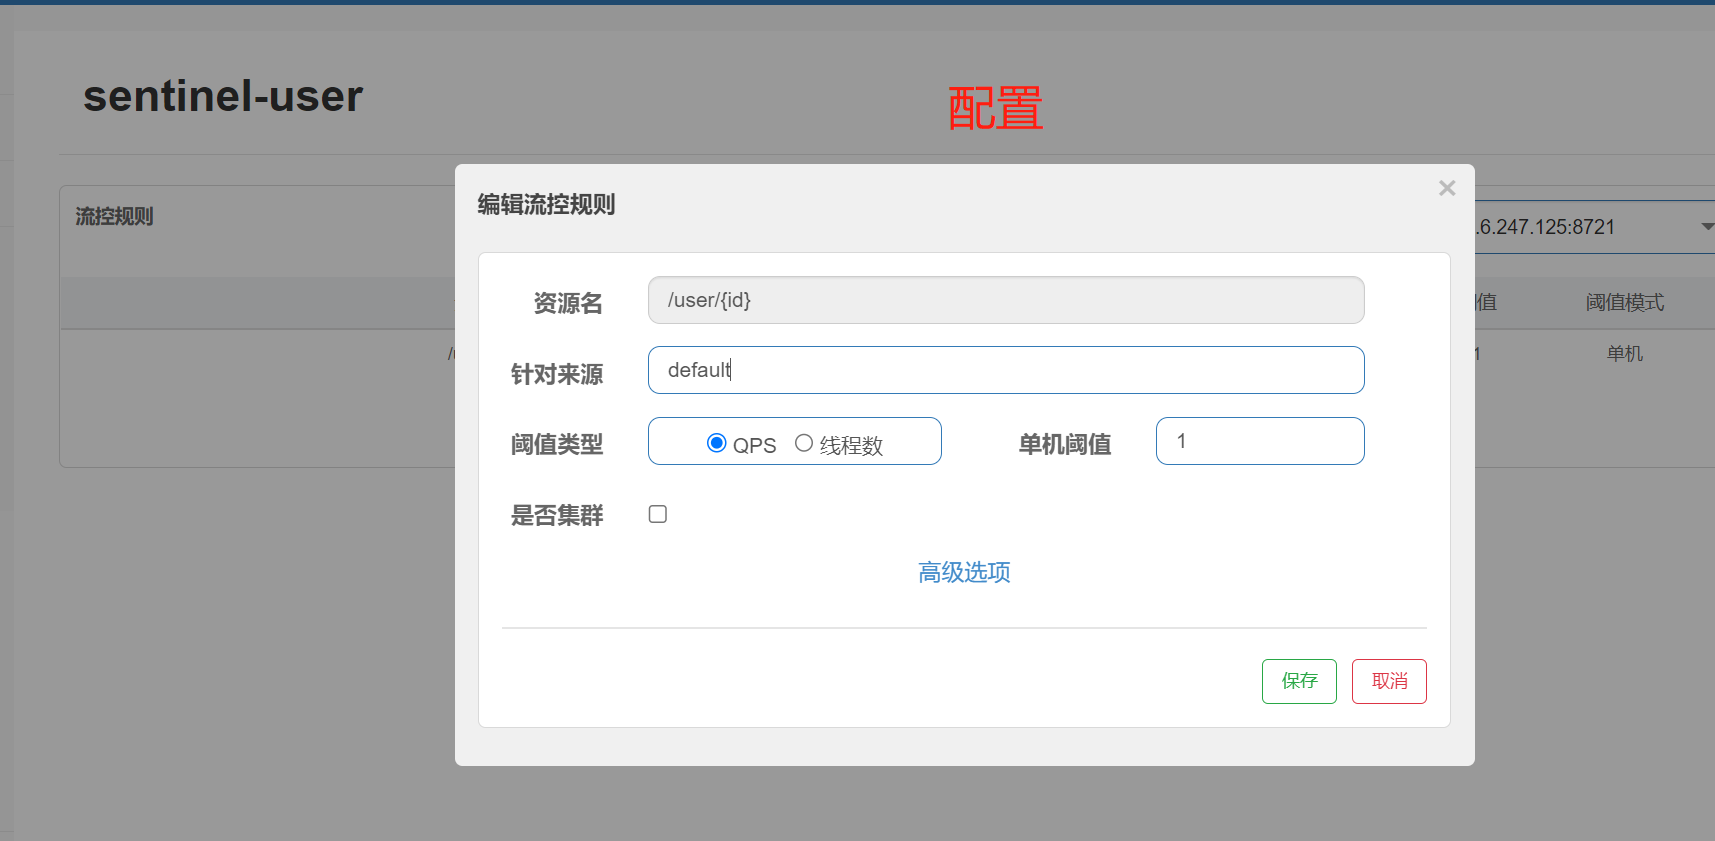 sentinel-user
配置
编辑流控规则
流控规则
.6.247.125:8721
资源名 /user/{id}
值 阈值模式
针对来源 default
1 单机
阈值类型 QPS 线程数 单机阈值 1
是否集群
高级选项
保存 取消